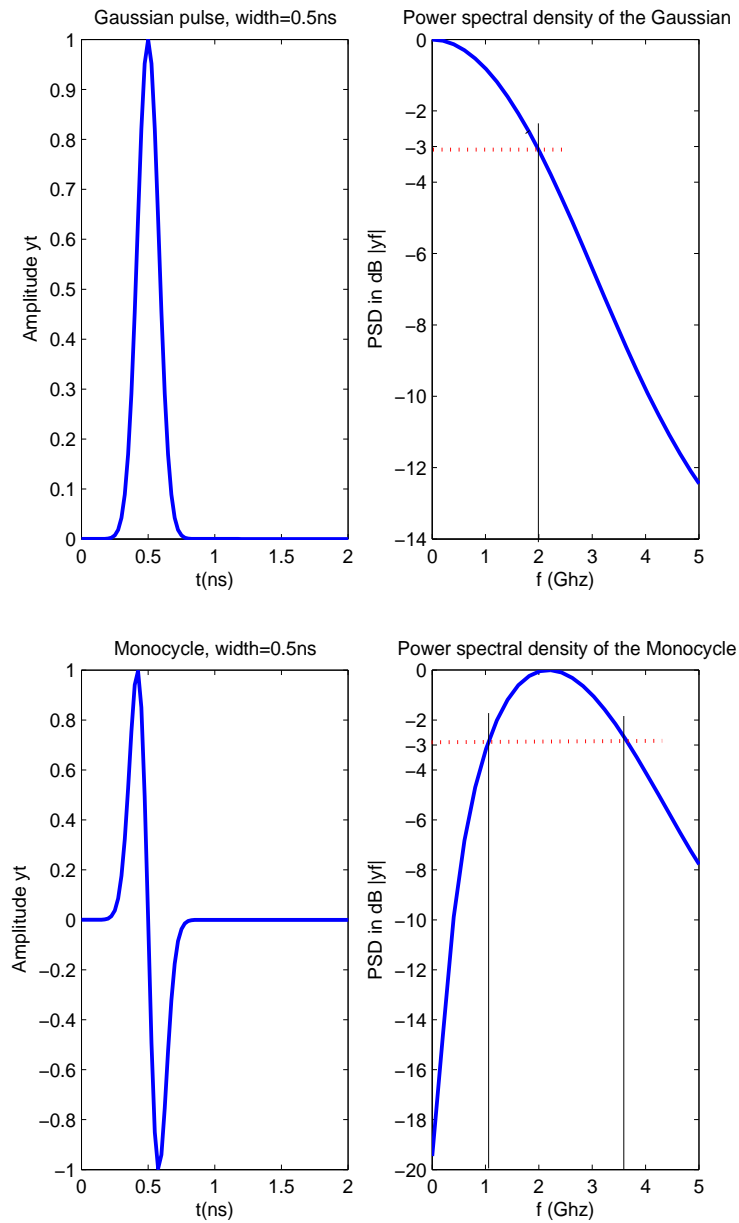 Gaussian pulse, width=0.5ns
Amplitude yt
1
0.9
0.8
0.7
0.6
0.5
0.4
0.3
0.2
0.1
0
0 0.5 1 1.5 2
t(ns)
Power spectral density of the Gaussian
PSD in dB |yf|
0
−2
−3
−4
−6
−8
−10
−12
−14
0 1 2 3 4 5
f (Ghz)
Monocycle, width=0.5ns
Amplitude yt
1
0.8
0.6
0.4
0.2
0
−0.2
−0.4
−0.6
−0.8
−1
0 0.5 1 1.5 2
t(ns)
Power spectral density of the Monocycle
PSD in dB |yf|
0
−2
−3
−4
−6
−8
−10
−12
−14
−16
−18
−20
0 1 2 3 4 5
f (Ghz)